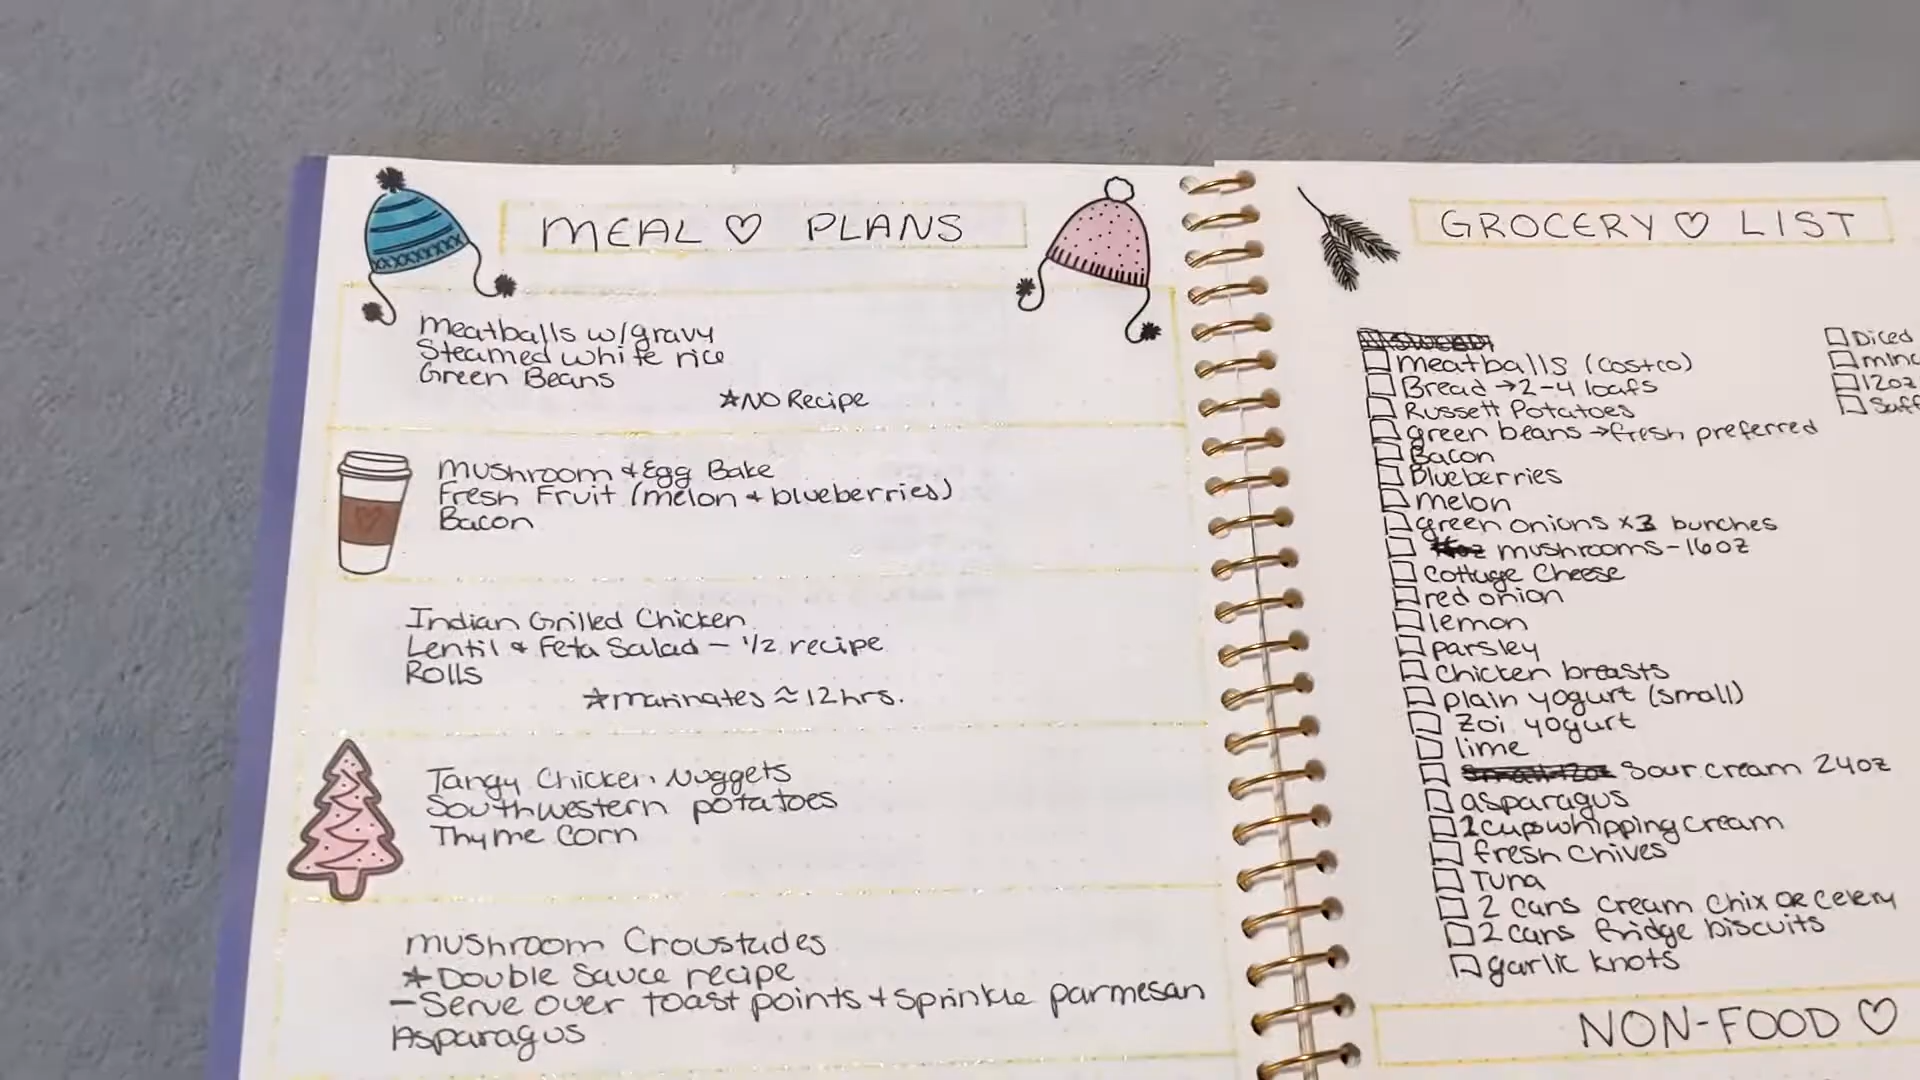 MEAL ♡ PLANS
Meatballs w/gravy
Steamed white rice
Green Beans
*NO Recipe
Mushroom & Egg Bake
Fresh Fruit (melon & blueberries)
Bacon
Indian Grilled Chicken
Lentil & Feta Salad - 1/2 recipe
Rolls
*marinates ≈ 12 hrs.
Tangy Chicken Nuggets
Southwestern potatoes
Thyme Corn
Mushroom Croustades
*Double Sauce recipe
- Serve over toast points + sprinkle parmesan
Asparagus
GROCERY ♡ LIST
meatballs (costco)
Bread → 2-4 loafs
Russett Potatoes
green beans → fresh preferred
Bacon
Blueberries
melon
green onions x3 bunches
mushrooms - 16oz
Cottage Cheese
red onion
lemon
parsley
chicken breasts
plain yogurt (small)
Zoi yogurt
lime
Sour cream 24oz
asparagus
2 cups whipping cream
fresh chives
Tuna
2 cans cream chix OR celery
2 cans fridge biscuits
garlic knots
Diced
12oz
NON-FOOD ♡